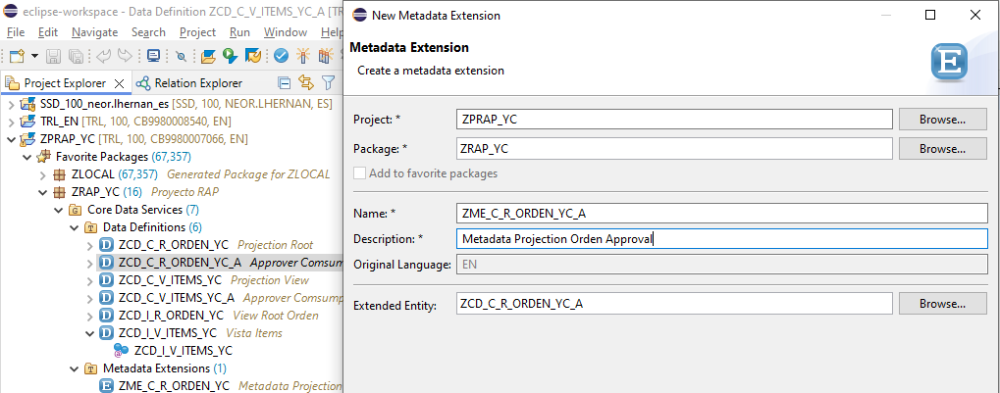 eclipse-workspace - Data Definition ZCD_C_V_ITEMS_YC_A [TR
File Edit Navigate Search Project Run Window Help
Project Explorer Relation Explorer
SSD_100_neor.lhernan_es [SSD, 100, NEOR.LHERNAN, ES]
TRL_EN [TRL, 100, CB9980008540, EN]
ZPRAP_YC [TRL, 100, CB9980007066, EN]
Favorite Packages (67,357)
ZLOCAL (67,357) Generated Package for ZLOCAL
ZRAP_YC (16) Proyecto RAP
Core Data Services (7)
Data Definitions (6)
ZCD_C_R_ORDEN_YC Projection Root
ZCD_C_R_ORDEN_YC_A Approver Comsum
ZCD_C_V_ITEMS_YC Projection View
ZCD_C_V_ITEMS_YC_A Approver Comsump
ZCD_I_R_ORDEN_YC View Root Orden
ZCD_I_V_ITEMS_YC Vista Items
ZCD_I_V_ITEMS_YC
Metadata Extensions (1)
ZME_C_R_ORDEN_YC Metadata Projection
New Metadata Extension
Metadata Extension
Create a metadata extension
Project: * ZPRAP_YC Browse...
Package: * ZRAP_YC Browse...
Add to favorite packages
Name: * ZME_C_R_ORDEN_YC_A
Description: * Metadata Projection Orden Approval
Original Language: EN
Extended Entity: ZCD_C_R_ORDEN_YC_A Browse...